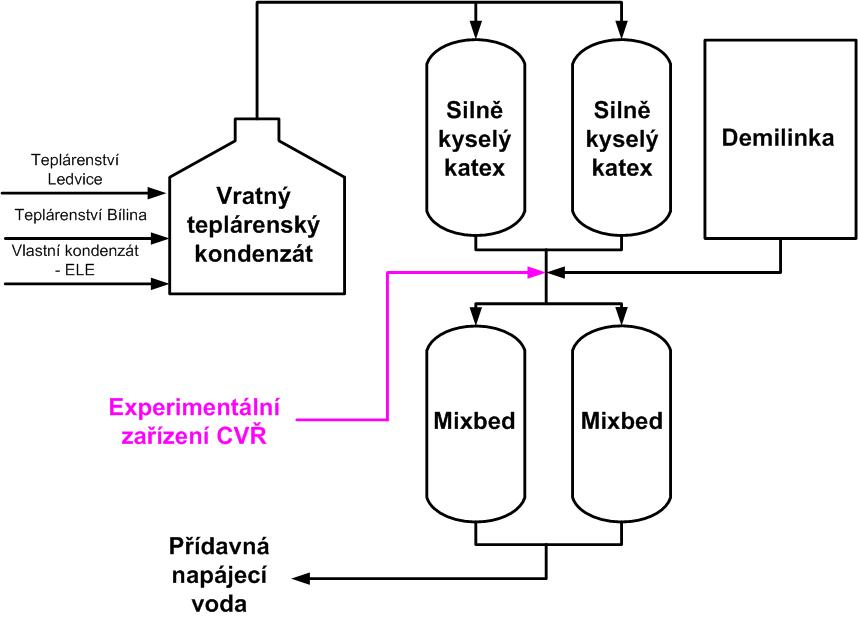 Teplárenství
Ledvice
Teplárenství Bílina
Vlastní kondenzát
- ELE
Vratný
teplárenský
kondenzát
Silně
kyselý
katex
Silně
kyselý
katex
Demilinka
Experimentální
zařízení CVŘ
Mixbed
Mixbed
Přídavná
napájecí
voda